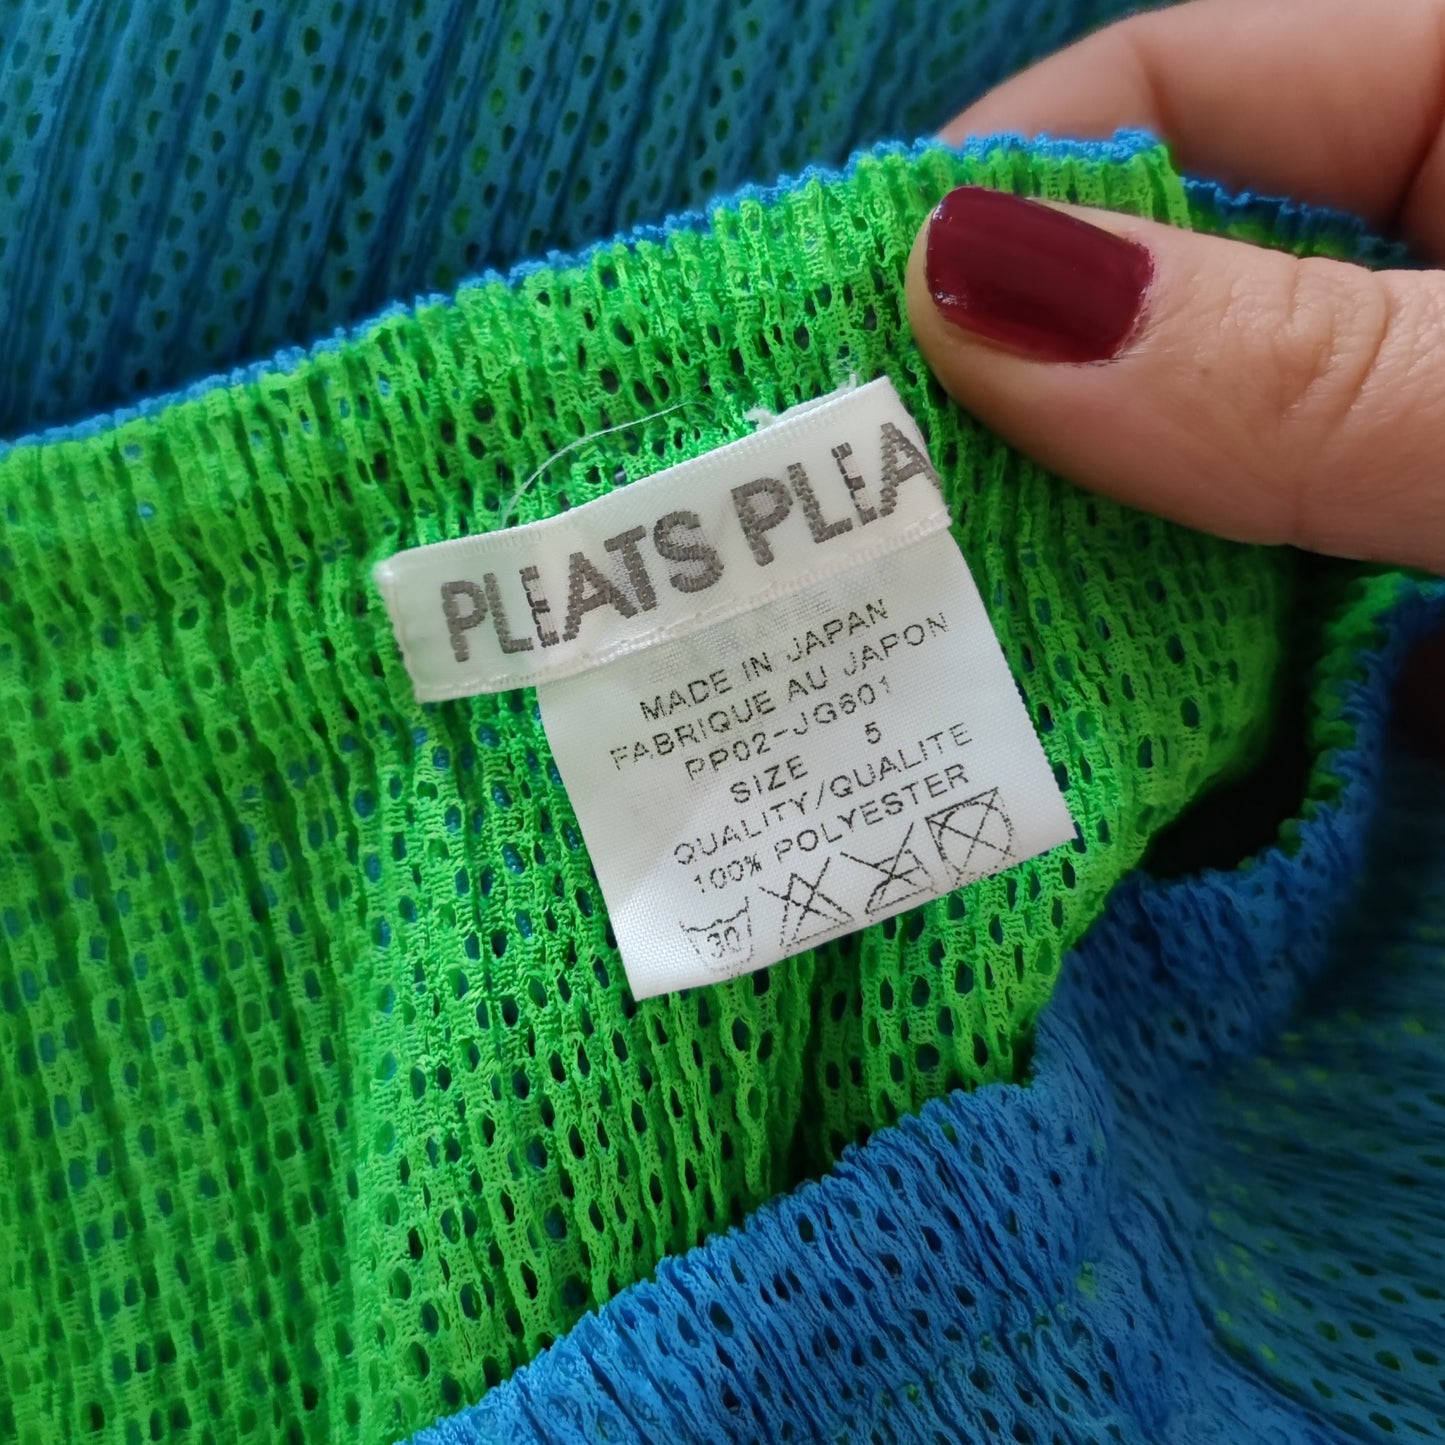 PLEATS PLEA
MADE IN JAPAN
FABRIQUE AU JAPON
PP02-JG601
SIZE 5
QUALITY/QUALITE
100% POLYESTER
30